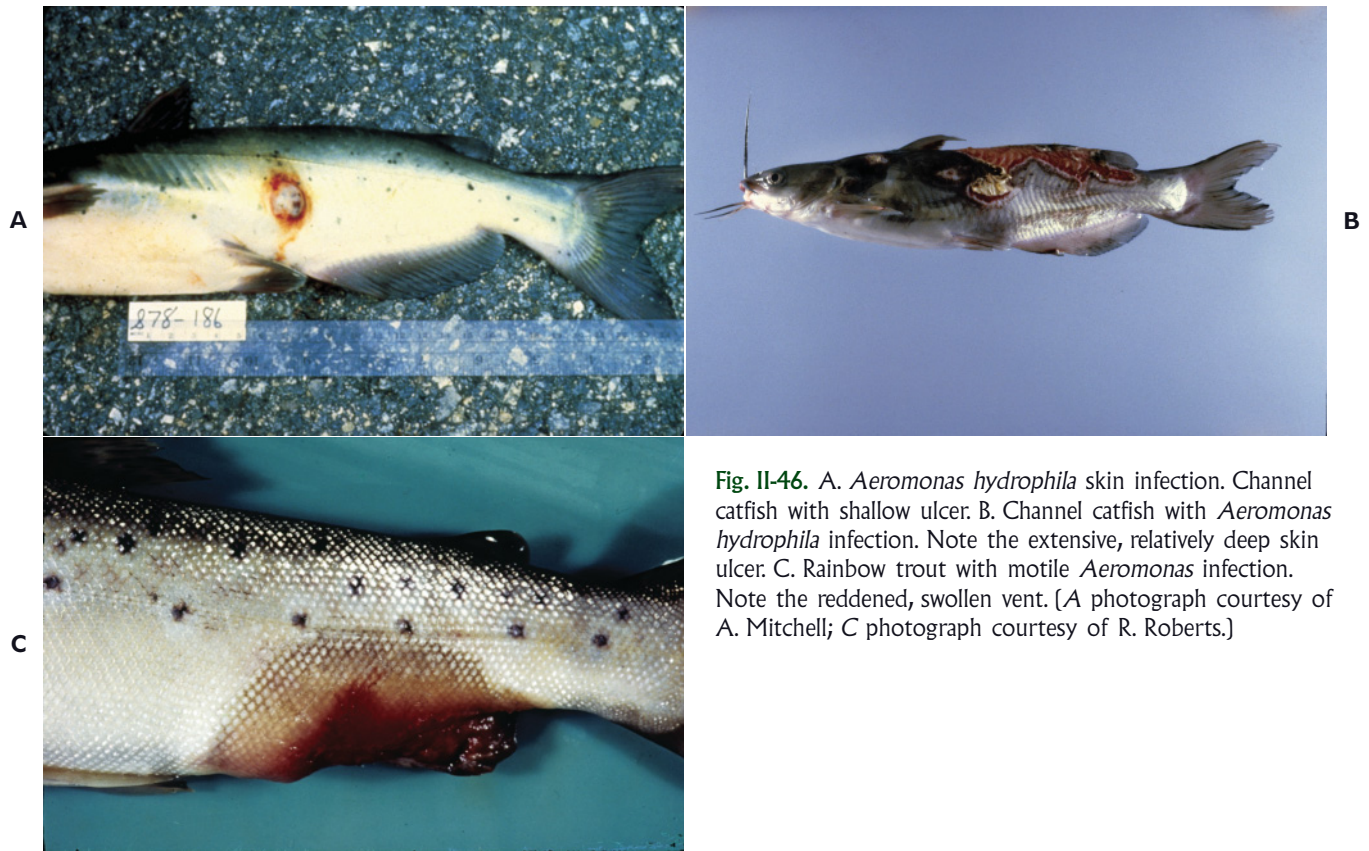 A
B
878-186
C
Fig. II-46. A. Aeromonas hydrophila skin infection. Channel
catfish with shallow ulcer. B. Channel catfish with Aeromonas
hydrophila infection. Note the extensive, relatively deep skin
ulcer. C. Rainbow trout with motile Aeromonas infection.
Note the reddened, swollen vent. (A photograph courtesy of
A. Mitchell; C photograph courtesy of R. Roberts.)